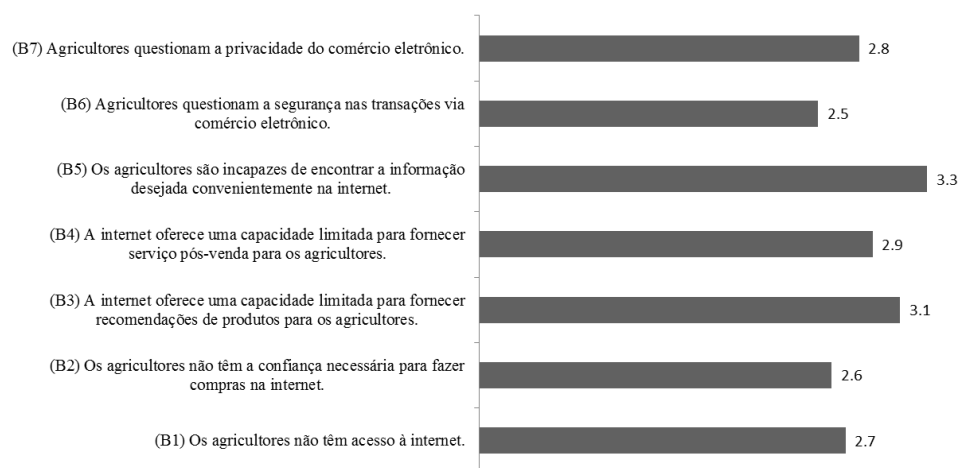 (B7) Agricultores questionam a privacidade do comércio eletrônico.
2.8
(B6) Agricultores questionam a segurança nas transações via
comércio eletrônico.
2.5
(B5) Os agricultores são incapazes de encontrar a informação
desejada convenientemente na internet.
3.3
(B4) A internet oferece uma capacidade limitada para fornecer
serviço pós-venda para os agricultores.
2.9
(B3) A internet oferece uma capacidade limitada para fornecer
recomendações de produtos para os agricultores.
3.1
(B2) Os agricultores não têm a confiança necessária para fazer
compras na internet.
2.6
(B1) Os agricultores não têm acesso à internet.
2.7